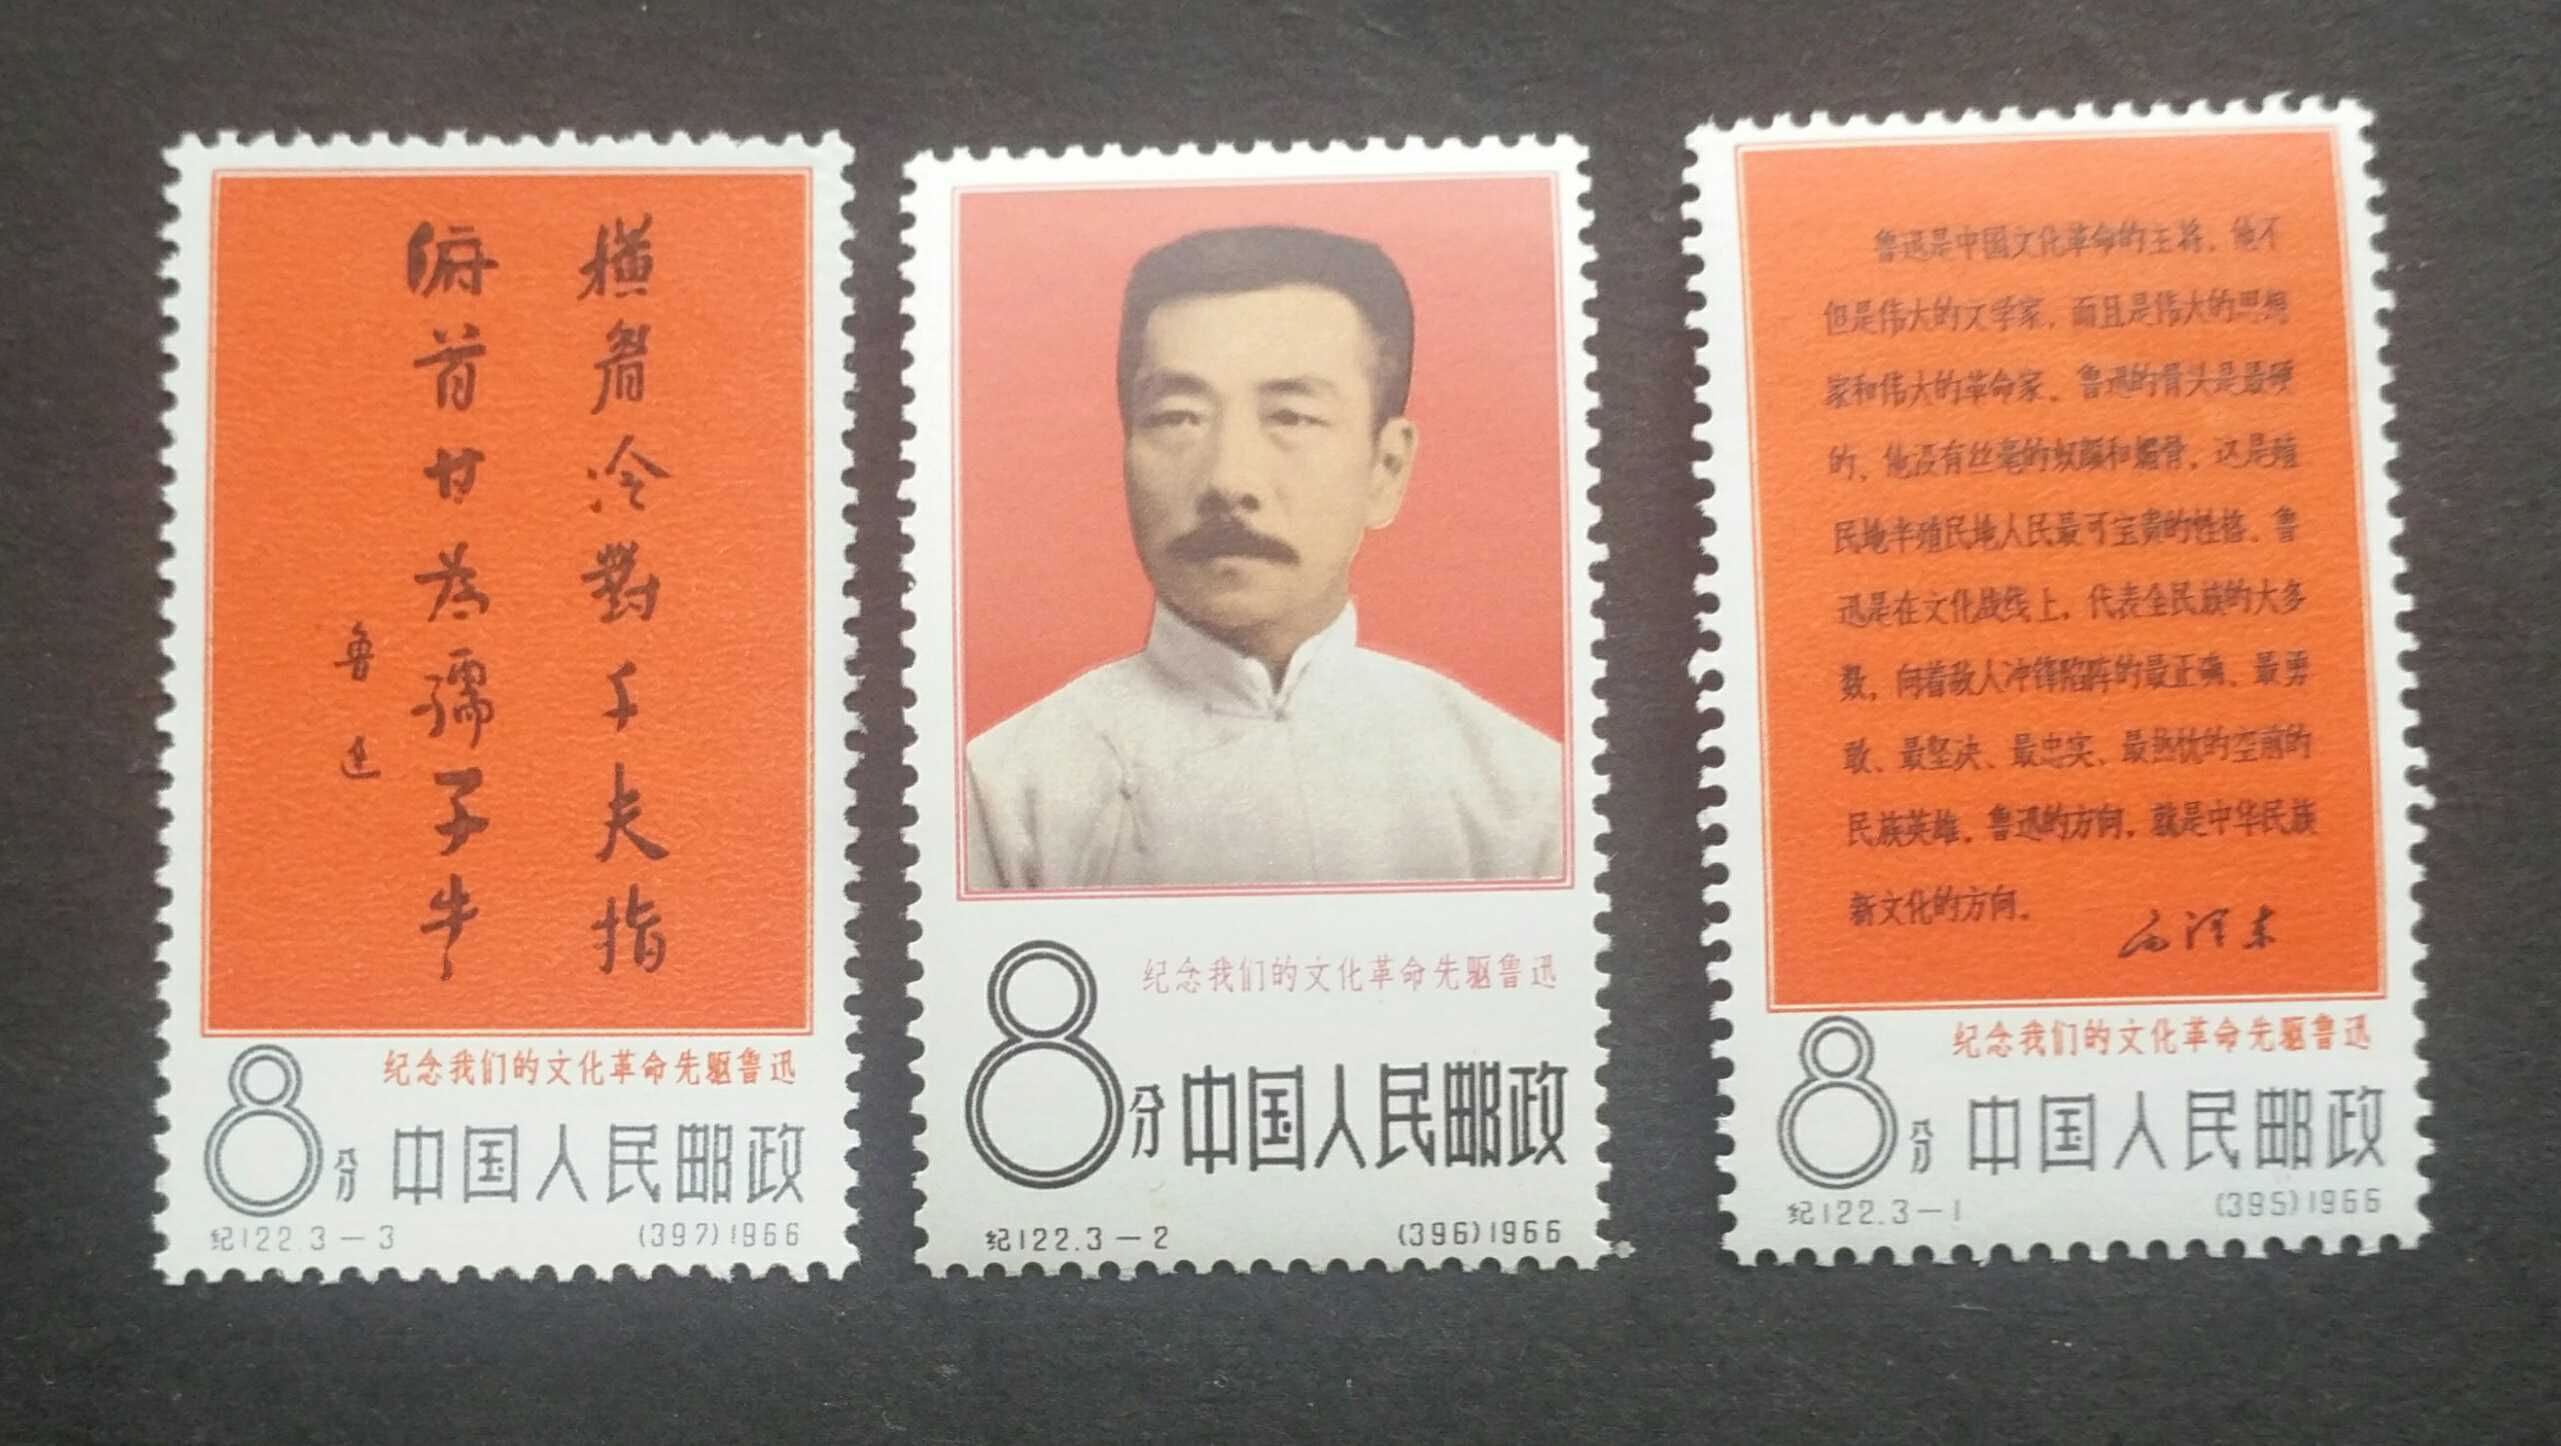 橫眉冷對千夫指
俯首甘為孺子牛
魯迅
纪念我们的文化革命先驱鲁迅
8分 中国人民邮政
纪122.3-3 (397)1966
纪念我们的文化革命先驱鲁迅
8分 中国人民邮政
纪122.3-2 (396)1966
鲁迅是中国文化革命的主将,他不
但是伟大的文学家,而且是伟大的思想
家和伟大的革命家。鲁迅的骨头是最硬
的,他没有丝毫的奴颜和媚骨,这是殖
民地半殖民地人民最可宝贵的性格。鲁
迅是在文化战线上,代表全民族的大多
数,向着敌人冲锋陷阵的最正确、最勇
敢、最坚决、最忠实、最热忱的空前的
民族英雄。鲁迅的方向,就是中华民族
新文化的方向。
毛泽东
纪念我们的文化革命先驱鲁迅
8分 中国人民邮政
纪122.3-1 (395)1966